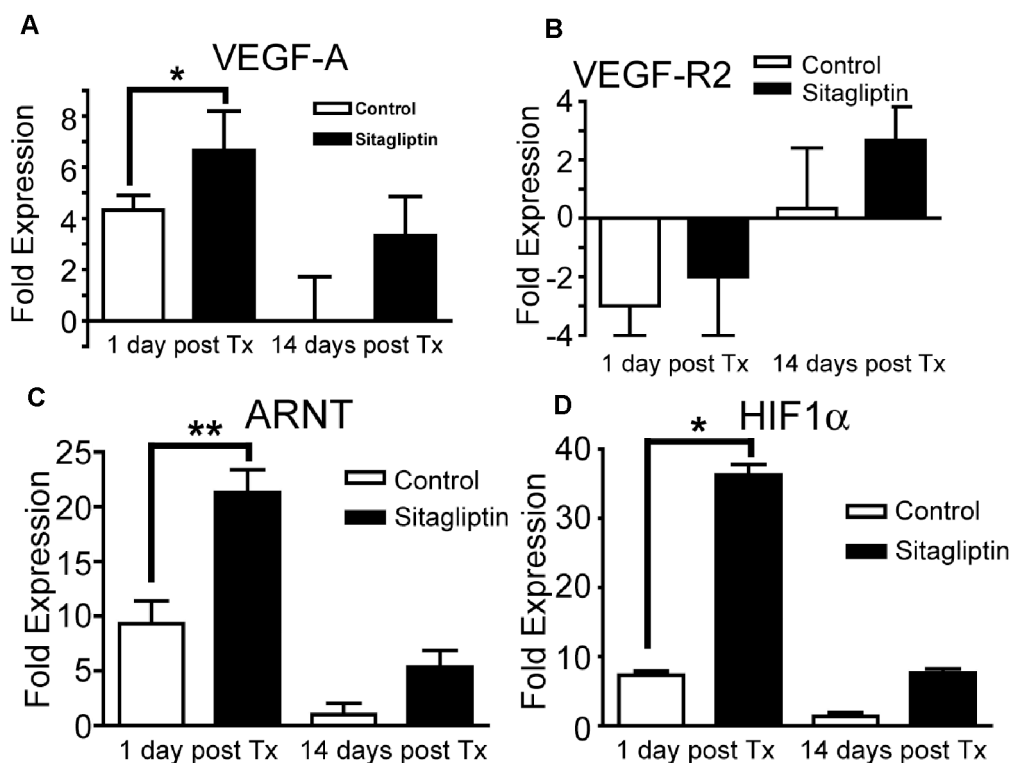 A
VEGF-A
*
Control
Sitagliptin
Fold Expression
8
6
4
2
0
1 day post Tx 14 days post Tx
B
VEGF-R2
Control
Sitagliptin
Fold Expression
4
2
0
-2
-4
1 day post Tx 14 days post Tx
C
ARNT
**
Control
Sitagliptin
Fold Expression
25
20
15
10
5
0
1 day post Tx 14 days post Tx
D
HIF1α
*
Control
Sitagliptin
Fold Expression
40
30
20
10
0
1 day post Tx 14 days post Tx